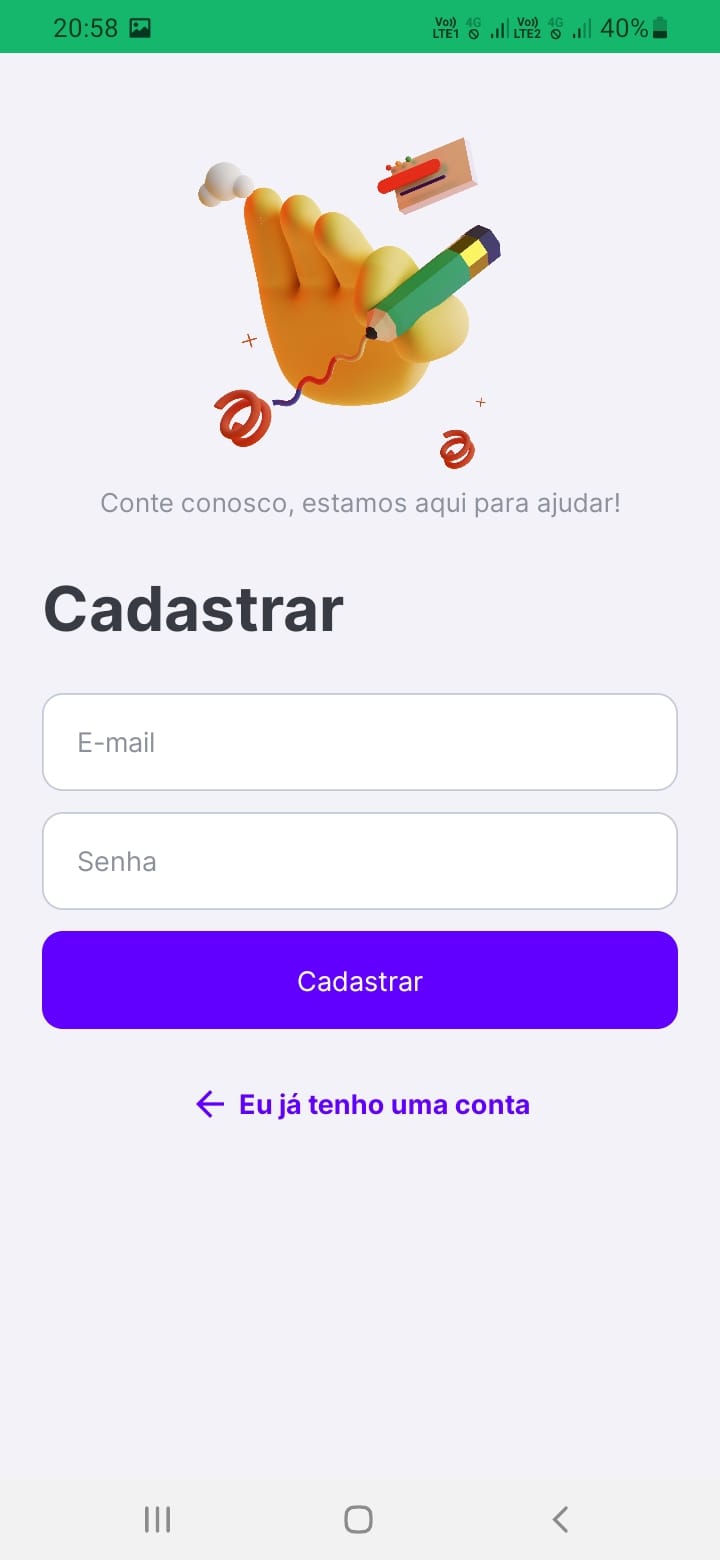 20:58
Vo)) 4G Vo)) 4G 40%
LTE1 LTE2
Conte conosco, estamos aqui para ajudar!
Cadastrar
E-mail
Senha
Cadastrar
Eu já tenho uma conta